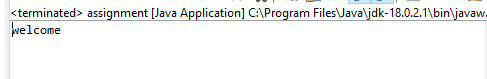 <terminated> assignment [Java Application] C:\Program Files\Java\jdk-18.0.2.1\bin\javaw.
welcome